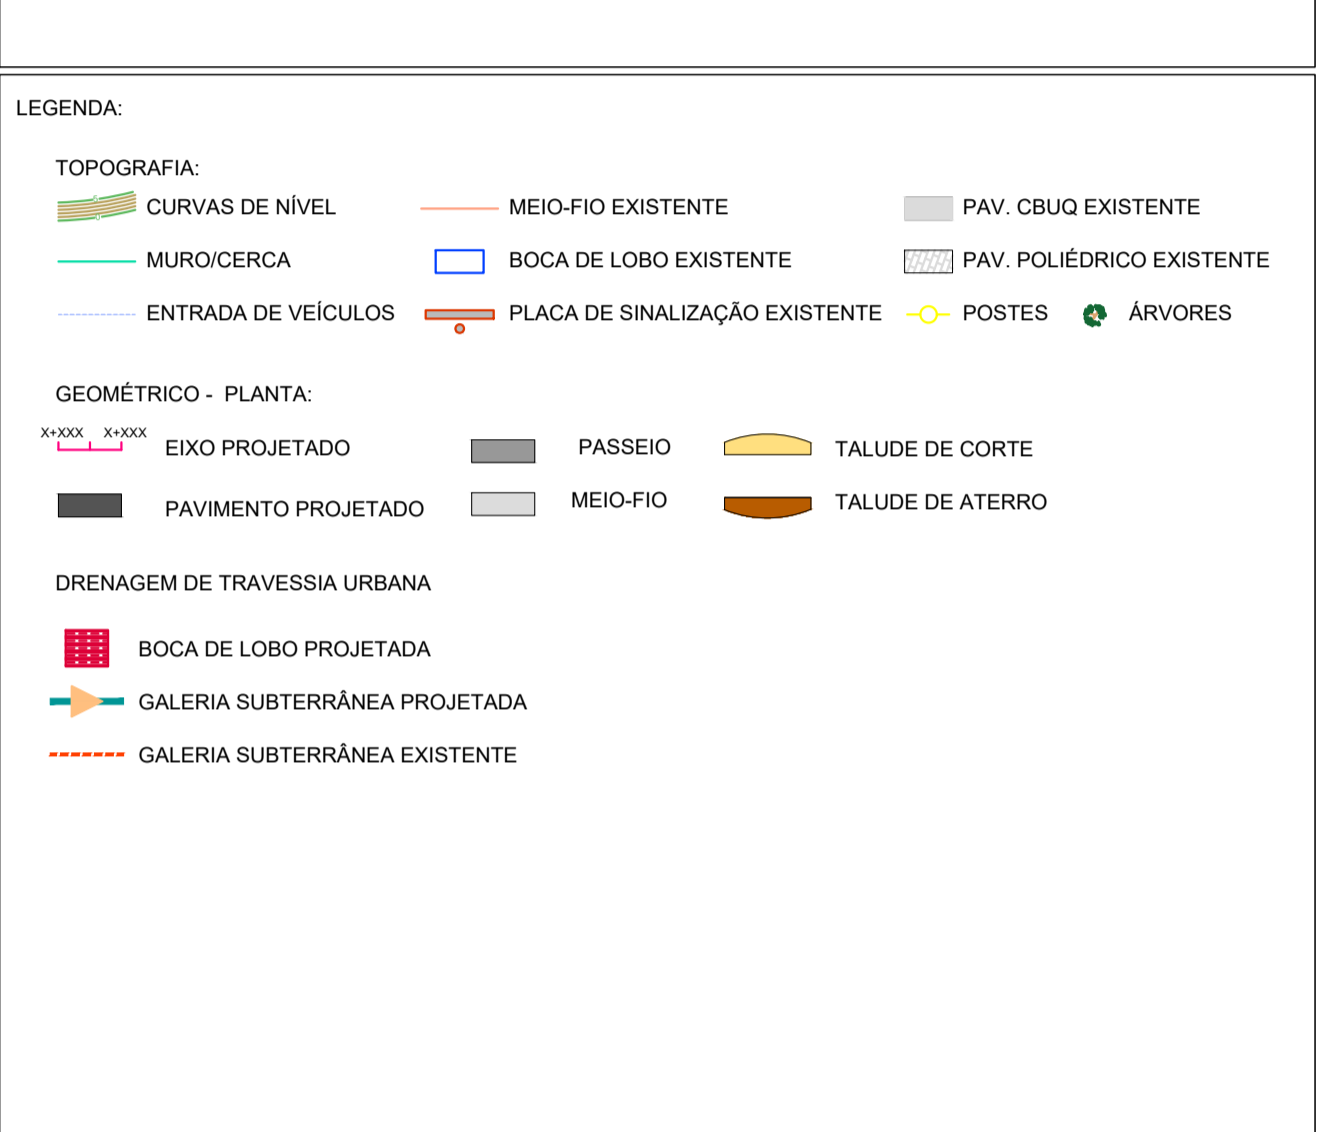 LEGENDA:
TOPOGRAFIA:
CURVAS DE NÍVEL MEIO-FIO EXISTENTE PAV. CBUQ EXISTENTE
MURO/CERCA BOCA DE LOBO EXISTENTE PAV. POLIÉDRICO EXISTENTE
ENTRADA DE VEÍCULOS PLACA DE SINALIZAÇÃO EXISTENTE POSTES ÁRVORES
GEOMÉTRICO - PLANTA:
X+XXX X+XXX
EIXO PROJETADO PASSEIO TALUDE DE CORTE
PAVIMENTO PROJETADO MEIO-FIO TALUDE DE ATERRO
DRENAGEM DE TRAVESSIA URBANA
BOCA DE LOBO PROJETADA
GALERIA SUBTERRÂNEA PROJETADA
GALERIA SUBTERRÂNEA EXISTENTE